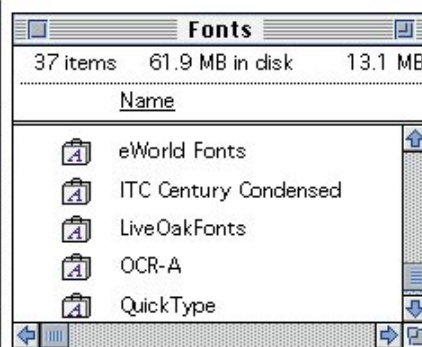 Fonts
37 items 61.9 MB in disk 13.1 MB
Name
eWorld Fonts
ITC Century Condensed
LiveOakFonts
OCR-A
QuickType